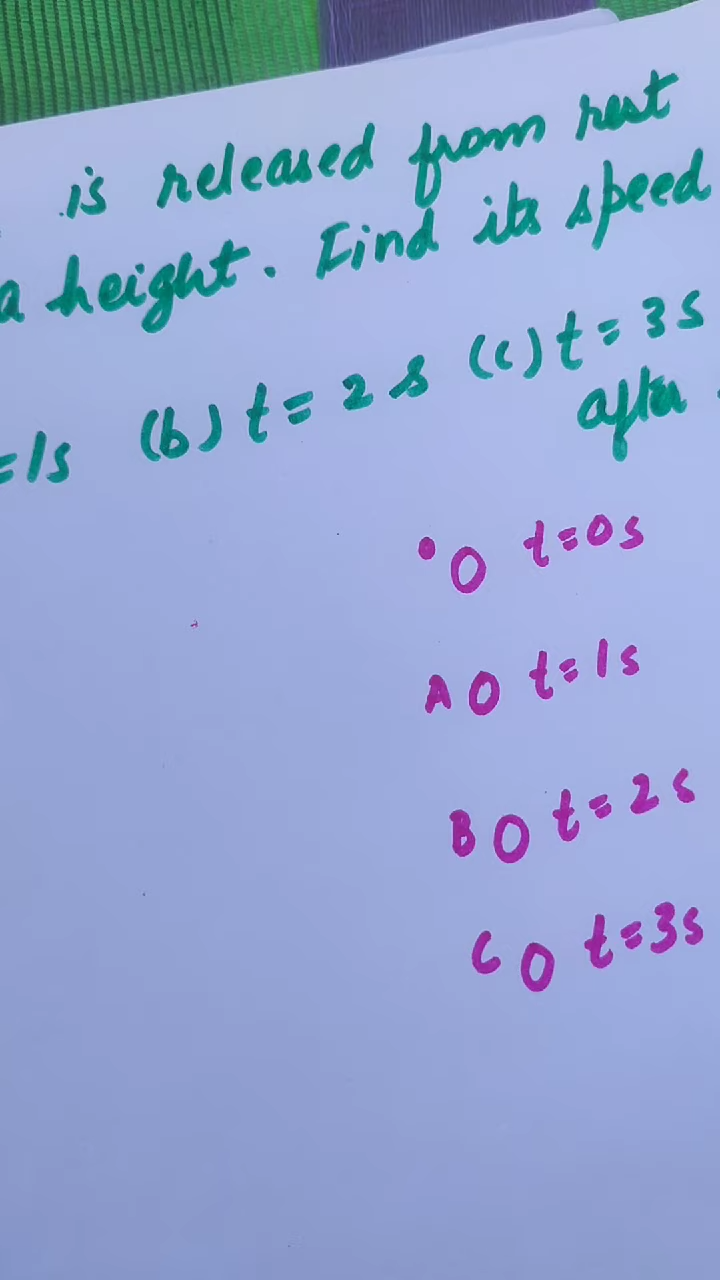 is released from rest
a height. Find its speed
=1s (b) t = 2 s (c) t = 3 s
after
O t=0s
A O t=1s
B O t=2s
C O t=3s